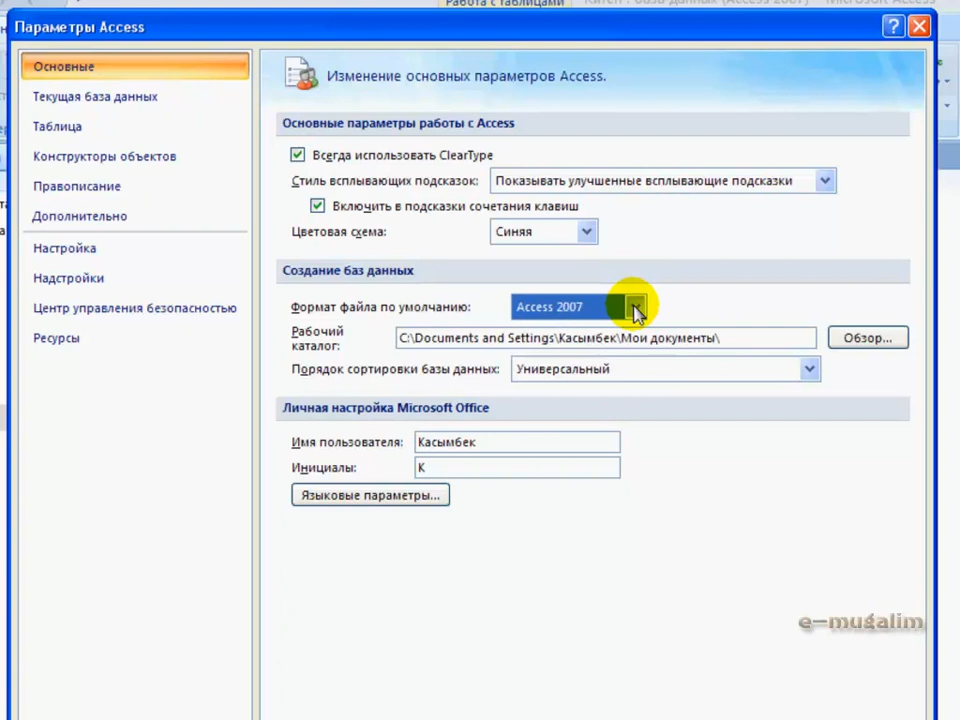 Работа с таблицами
Параметры Access
Основные
Текущая база данных
Таблица
Конструкторы объектов
Правописание
Дополнительно
Настройка
Надстройки
Центр управления безопасностью
Ресурсы
Изменение основных параметров Access.
Основные параметры работы с Access
Всегда использовать ClearType
Стиль всплывающих подсказок: Показывать улучшенные всплывающие подсказки
Включить в подсказки сочетания клавиш
Цветовая схема: Синяя
Создание баз данных
Формат файла по умолчанию: Access 2007
Рабочий
каталог: C:\Documents and Settings\Касымбек\Мои документы\ Обзор...
Порядок сортировки базы данных: Универсальный
Личная настройка Microsoft Office
Имя пользователя: Касымбек
Инициалы: К
Языковые параметры...
e-mugalim